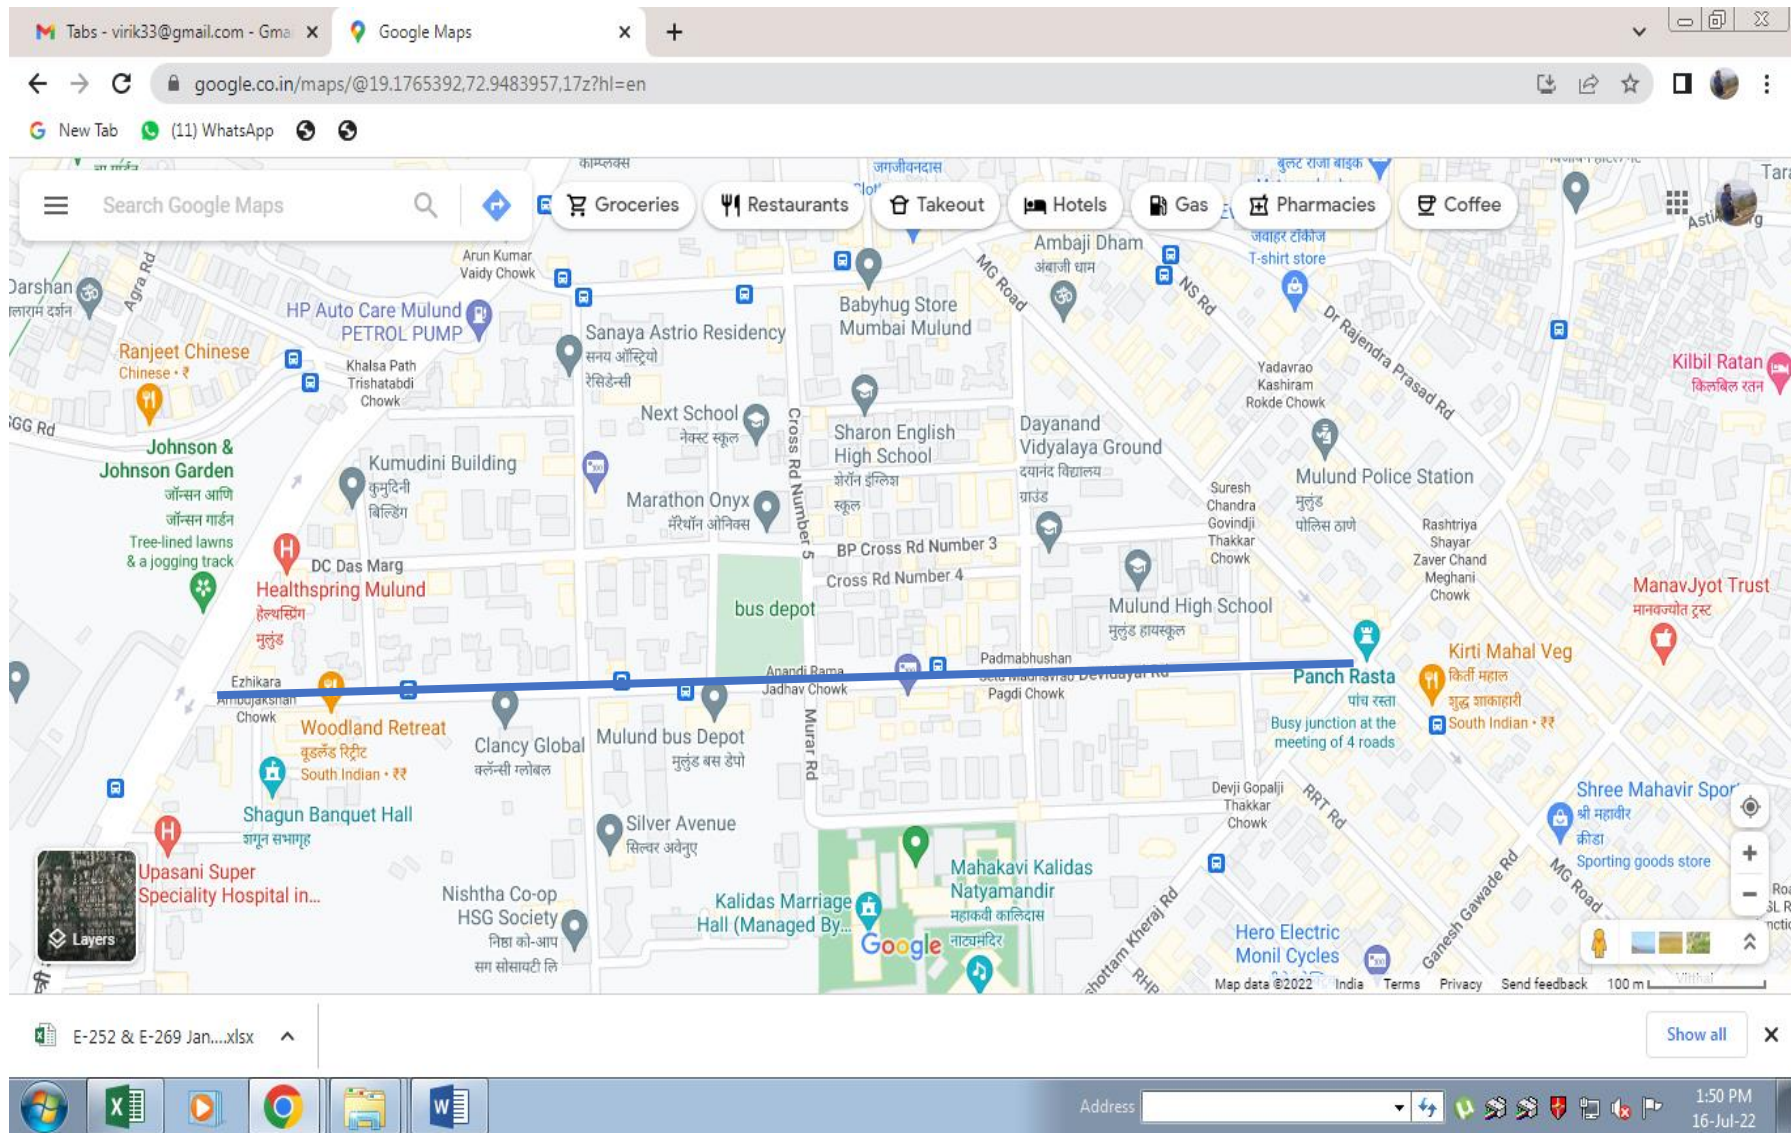 Tabs - virik33@gmail.com - Gma
Google Maps
google.co.in/maps/@19.1765392,72.9483957,17z?hl=en
New Tab
(11) WhatsApp
काम्प्लेक्स
जगजीवनदास
बुलेट राजा बाइक
Search Google Maps
Groceries
Restaurants
Takeout
Hotels
Gas
Pharmacies
Coffee
जवाहर टॉकीज
T-shirt store
Arun Kumar
Vaidy Chowk
Ambaji Dham
अंबाजी धाम
MG Road
NS Rd
Darshan
Agra Rd
HP Auto Care Mulund
PETROL PUMP
Babyhug Store
Mumbai Mulund
Dr Rajendra Prasad Rd
Sanaya Astrio Residency
सनय ऑस्ट्रियो
रेसिडेन्सी
Ranjeet Chinese
Chinese • ₹
Khalsa Path
Trishatabdi
Chowk
Yadavrao
Kashiram
Rokde Chowk
Kilbil Ratan
किलबिल रतन
GGG Rd
Next School
नेक्स्ट स्कूल
Cross Rd Number 5
Sharon English
High School
शेरॉन इंग्लिश
स्कूल
Dayanand
Vidyalaya Ground
दयानंद विद्यालय
ग्राउंड
Johnson &
Johnson Garden
जॉन्सन आणि
जॉन्सन गार्डन
Tree-lined lawns
& a jogging track
Kumudini Building
कुमुदिनी
बिल्डिंग
Marathon Onyx
मॅरेथॉन ओनिक्स
Mulund Police Station
मुलुंड
पोलिस ठाणे
Suresh
Chandra
Govindji
Thakkar
Chowk
Rashtriya
Shayar
Zaver Chand
Meghani
Chowk
BP Cross Rd Number 3
Cross Rd Number 4
DC Das Marg
Healthspring Mulund
हेल्थस्प्रिंग
मुलुंड
bus depot
Mulund High School
मुलुंड हायस्कूल
ManavJyot Trust
मानवज्योत ट्रस्ट
Ezhikara
Ambujakshan
Chowk
Anandi Rama
Jadhav Chowk
Padmabhushan
Setu Madhavrao
Pagdi Chowk
Devidayal Rd
Panch Rasta
पांच रस्ता
Busy junction at the
meeting of 4 roads
Kirti Mahal Veg
किर्ती महाल
शुद्ध शाकाहारी
South Indian • ₹₹
Woodland Retreat
वूडलँड रिट्रीट
South Indian • ₹₹
Clancy Global
क्लॅन्सी ग्लोबल
Mulund bus Depot
मुलुंड बस डेपो
Murar Rd
Shagun Banquet Hall
शगून सभागृह
Devji Gopalji
Thakkar
Chowk
RRT Rd
Shree Mahavir Spor
श्री महावीर
क्रीडा
Sporting goods store
Silver Avenue
सिल्वर अवेनुए
Upasani Super
Speciality Hospital in...
Mahakavi Kalidas
Natyamandir
महाकवी कालिदास
नाट्यमंदिर
Nishtha Co-op
HSG Society
निष्ठा को-आप
सग सोसायटी लि
Kalidas Marriage
Hall (Managed By...
Ganesh Gawade Rd
MG Road
Hero Electric
Monil Cycles
Layers
Google
Map data ©2022
India
Terms
Privacy
Send feedback
100 m
E-252 & E-269 Jan....xlsx
Show all
Address
1:50 PM
16-Jul-22